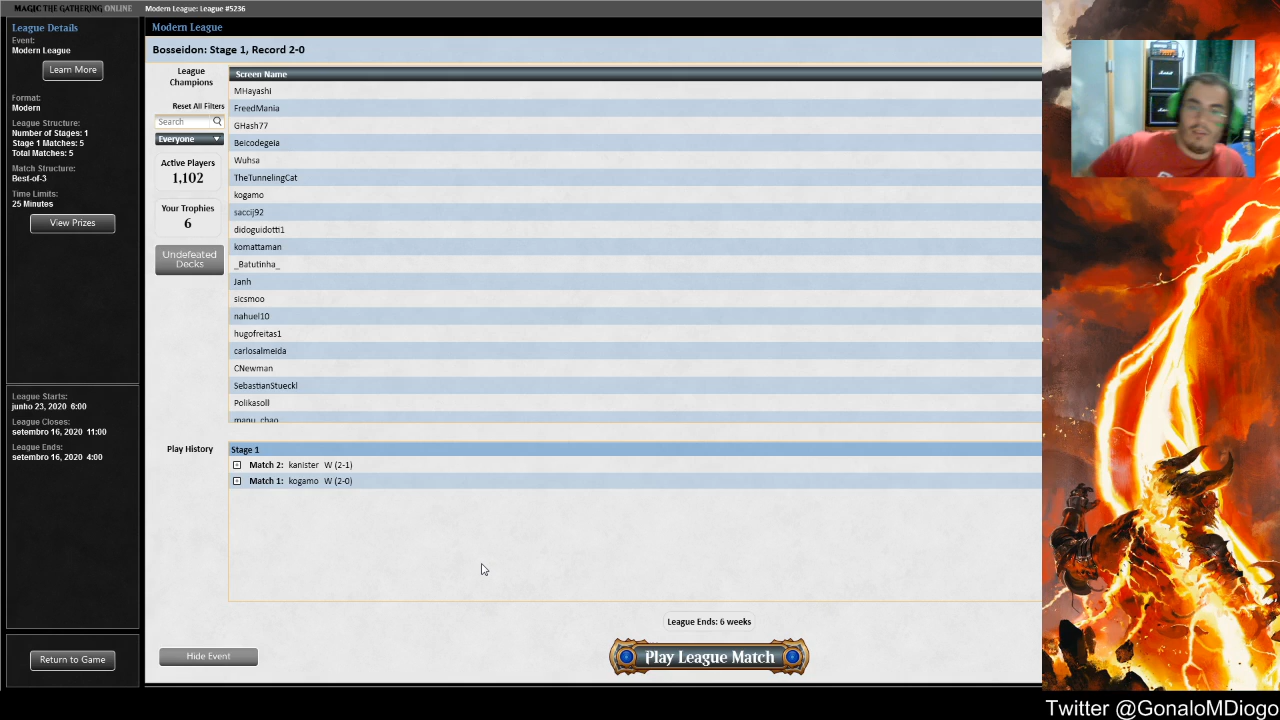 MAGIC THE GATHERING ONLINE
Modern League: League #5236
League Details
Event:
Modern League
Learn More
Format:
Modern
League Structure:
Number of Stages: 1
Stage 1 Matches: 5
Total Matches: 5
Match Structure:
Best-of-3
Time Limits:
25 Minutes
View Prizes
League Starts:
junho 23, 2020 6:00
League Closes:
setembro 16, 2020 11:00
League Ends:
setembro 16, 2020 4:00
Return to Game
Modern League
Bosseidon: Stage 1, Record 2-0
League
Champions
Reset All Filters
Search
Everyone
Active Players
1,102
Your Trophies
6
Undefeated
Decks
Screen Name
MHayashi
FreedMania
GHash77
Beicodegeia
Wuhsa
TheTunnelingCat
kogamo
saccij92
didoguidotti1
komattaman
_Batutinha_
Janh
sicsmoo
nahuel10
hugofreitas1
carlosalmeida
CNewman
SebastianStueckl
Polikasoll
manu_chao
Play History
Stage 1
Match 2: kanister W (2-1)
Match 1: kogamo W (2-0)
League Ends: 6 weeks
Hide Event
Play League Match
Twitter @GonaloMDiogo